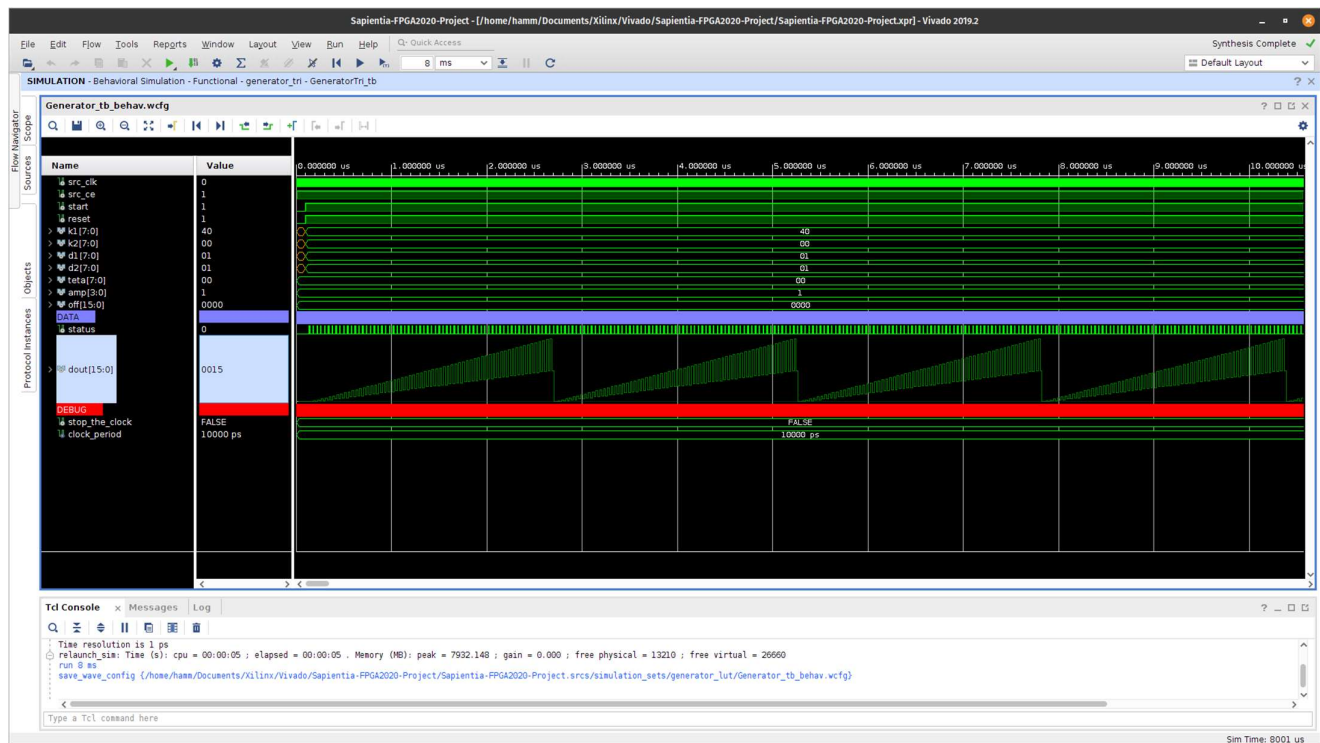 Sapientia-FPGA2020-Project - [/home/hamm/Documents/Xilinx/Vivado/Sapientia-FPGA2020-Project/Sapientia-FPGA2020-Project.xpr] - Vivado 2019.2
File Edit Flow Tools Reports Window Layout View Run Help Q- Quick Access Synthesis Complete
8 ms Default Layout
SIMULATION - Behavioral Simulation - Functional - generator_tri - GeneratorTri_tb
Flow Navigator
Scope
Sources
Objects
Protocol Instances
Generator_tb_behav.wcfg
Name Value 0.000000 us 1.000000 us 2.000000 us 3.000000 us 4.000000 us 5.000000 us 6.000000 us 7.000000 us 8.000000 us 9.000000 us 10.000000 u
src_clk 0
src_ce 1
start 1
reset 1
k1[7:0] 40 40
k2[7:0] 00 00
d1[7:0] 01 01
d2[7:0] 01 01
teta[7:0] 00 00
amp[3:0] 1 1
off[15:0] 0000 0000
DATA
status 0
dout[15:0] 0015
DEBUG
stop_the_clock FALSE FALSE
clock_period 10000 ps 10000 ps
Tcl Console Messages Log
Time resolution is 1 ps
relaunch_sim: Time (s): cpu = 00:00:05 ; elapsed = 00:00:05 . Memory (MB): peak = 7932.148 ; gain = 0.000 ; free physical = 13210 ; free virtual = 26660
run 8 ms
save_wave_config {/home/hamm/Documents/Xilinx/Vivado/Sapientia-FPGA2020-Project/Sapientia-FPGA2020-Project.srcs/simulation_sets/generator_lut/Generator_tb_behav.wcfg}
Type a Tcl command here
Sim Time: 8001 us